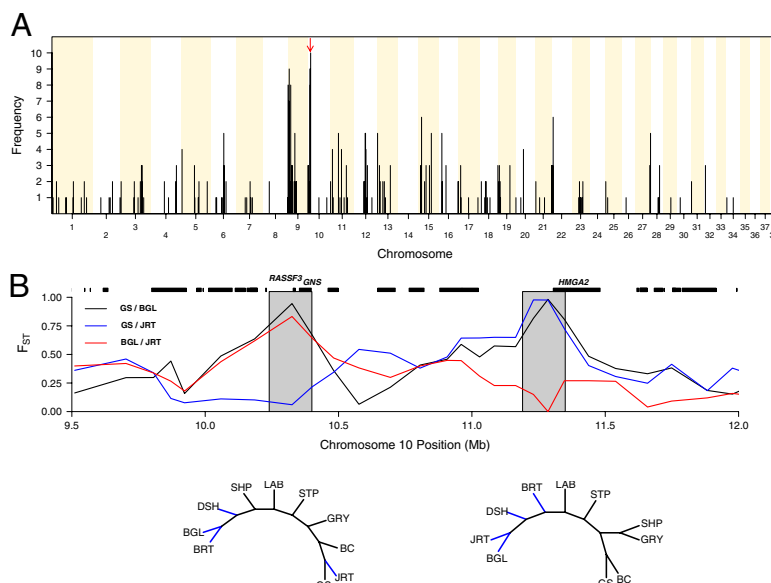 A
Frequency
10
9
8
7
6
5
4
3
2
1
1 2 3 4 5 6 7 8 9 10 11 12 13 14 15 16 17 18 19 20 21 22 23 24 25 26 27 28 29 30 31 32 33 34 35 36 37
Chromosome
B
RASSF3 GNS HMGA2
FST
1.00
0.75
0.50
0.25
0.00
GS / BGL
GS / JRT
BGL / JRT
9.5 10.0 10.5 11.0 11.5 12.0
Chromosome 10 Position (Mb)
SHP LAB STP
DSH
GRY
BGL
BRT
BC
JRT
BRT LAB STP
DSH
SHP
JRT
GRY
BGL
GS BC